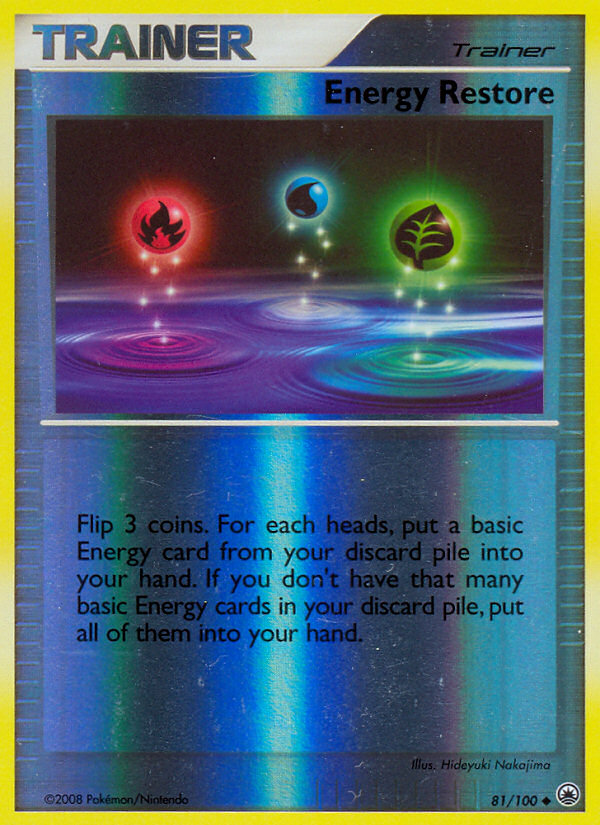 TRAINER
Trainer
Energy Restore
Flip 3 coins. For each heads, put a basic
Energy card from your discard pile into
your hand. If you don't have that many
basic Energy cards in your discard pile, put
all of them into your hand.
Illus. Hideyuki Nakajima
©2008 Pokémon/Nintendo
81/100